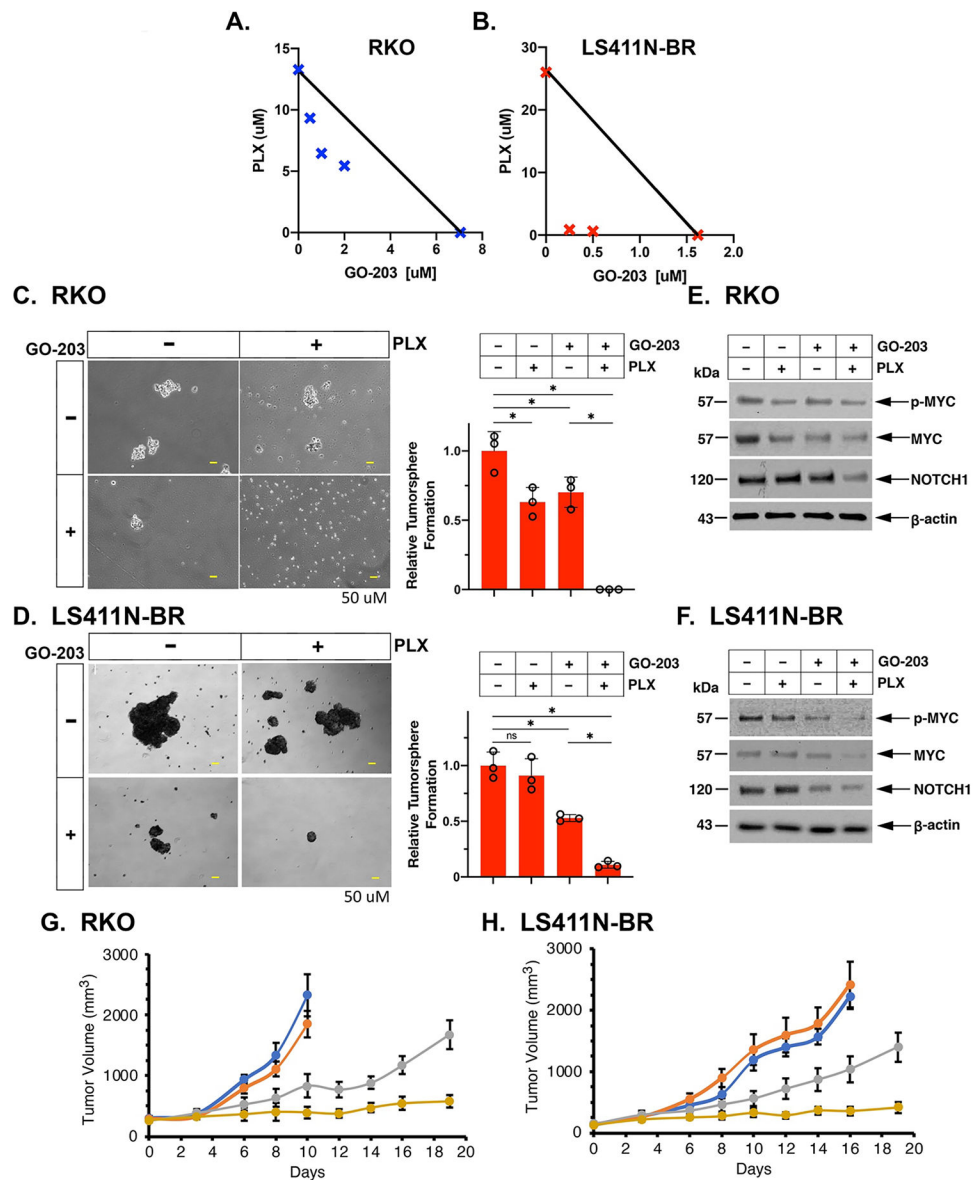 A.
RKO
15
10
5
0
PLX (uM)
0 2 4 6 8
GO-203 [uM]
B.
LS411N-BR
30
20
10
0
PLX (uM)
0 0.5 1.0 1.5 2.0
GO-203 [uM]
C. RKO
GO-203
− + PLX
−
+
50 uM
− − + + GO-203
− + − + PLX
* 
*
* *
1.0
0.5
0
Relative Tumorsphere
Formation
E. RKO
− − + + GO-203
− + − + PLX
kDa
57 p-MYC
57 MYC
120 NOTCH1
43 β-actin
D. LS411N-BR
GO-203
− + PLX
−
+
50 uM
− − + + GO-203
− + − + PLX
*
*
ns *
1.0
0.5
0
Relative Tumorsphere
Formation
F. LS411N-BR
− − + + GO-203
− + − + PLX
kDa
57 p-MYC
57 MYC
120 NOTCH1
43 β-actin
G. RKO
3000
2000
1000
0
Tumor Volume (mm³)
0 2 4 6 8 10 12 14 16 18 20
Days
H. LS411N-BR
3000
2000
1000
0
Tumor Volume (mm³)
0 2 4 6 8 10 12 14 16 18 20
Days